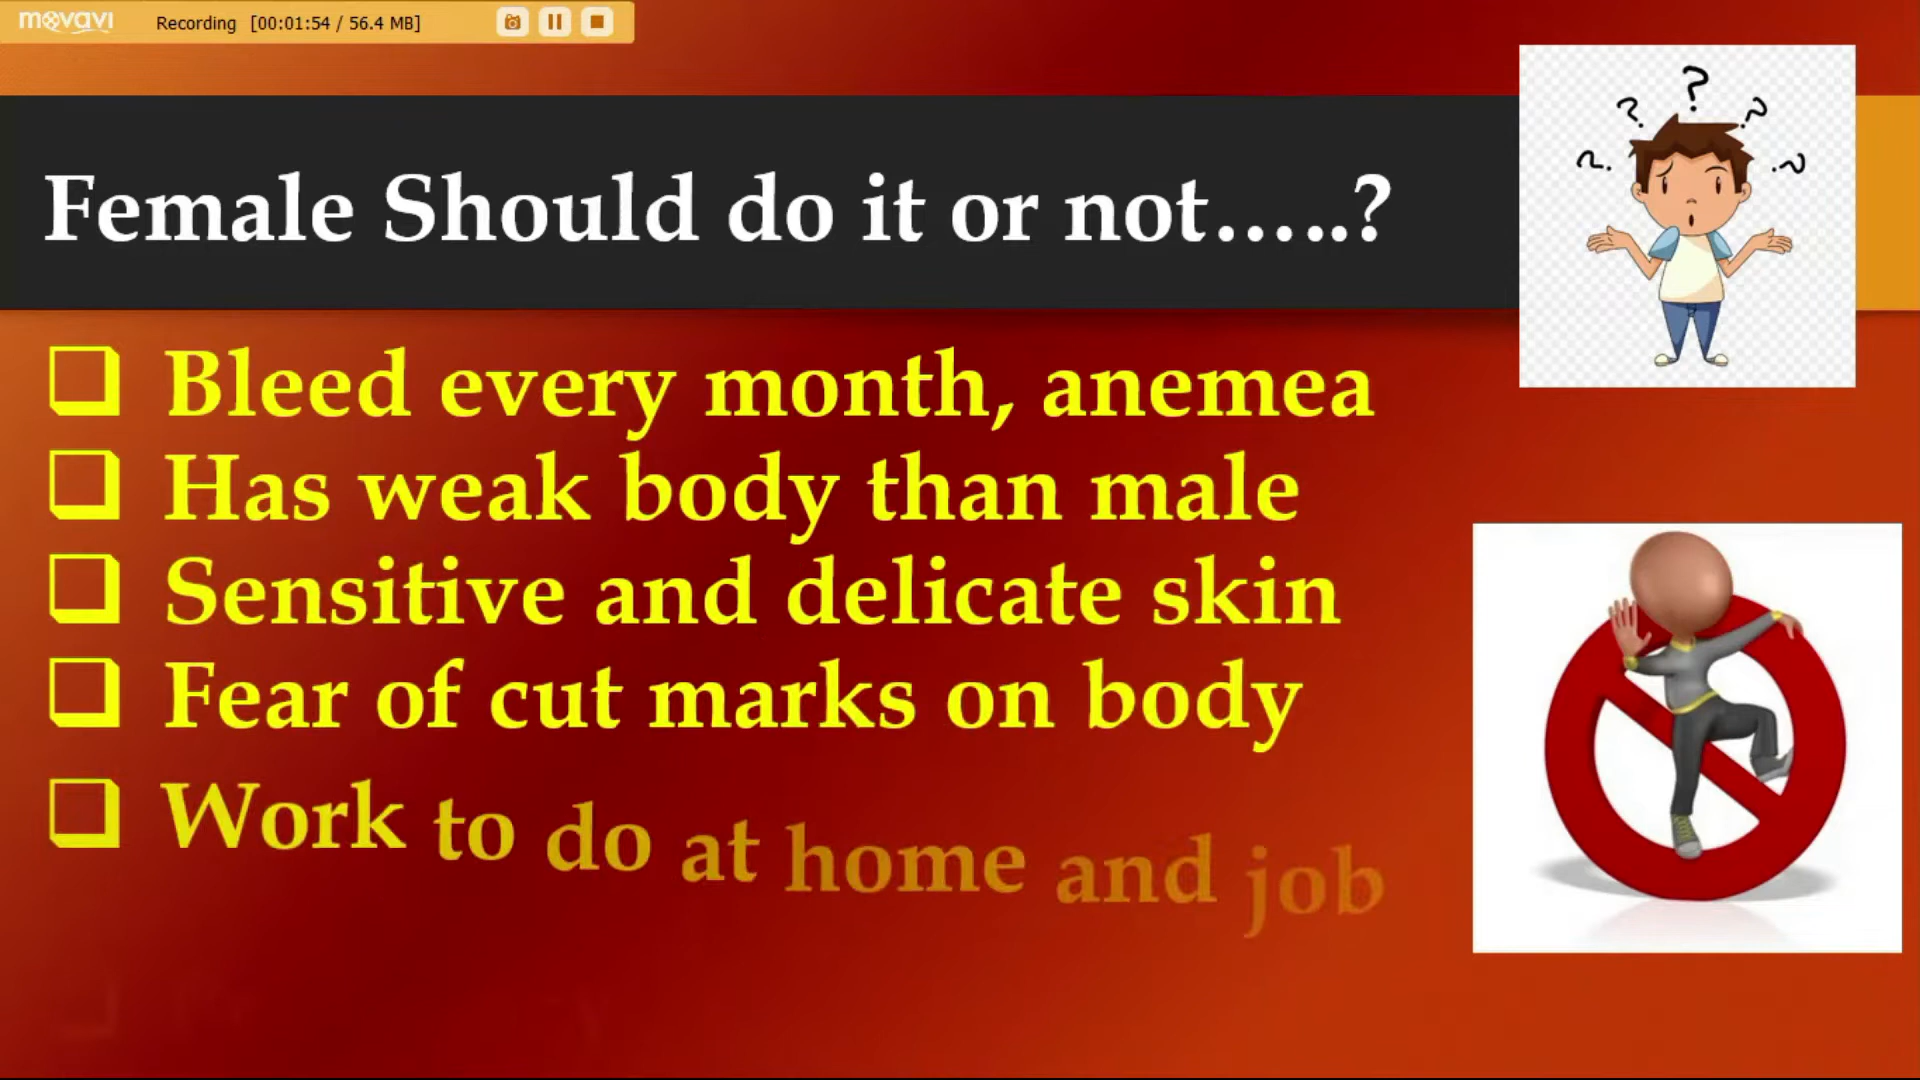 movavi Recording [00:01:54 / 56.4 MB]
Female Should do it or not…..?
❑ Bleed every month, anemea
❑ Has weak body than male
❑ Sensitive and delicate skin
❑ Fear of cut marks on body
❑ Work to do at home and job
? ? ? ? ?